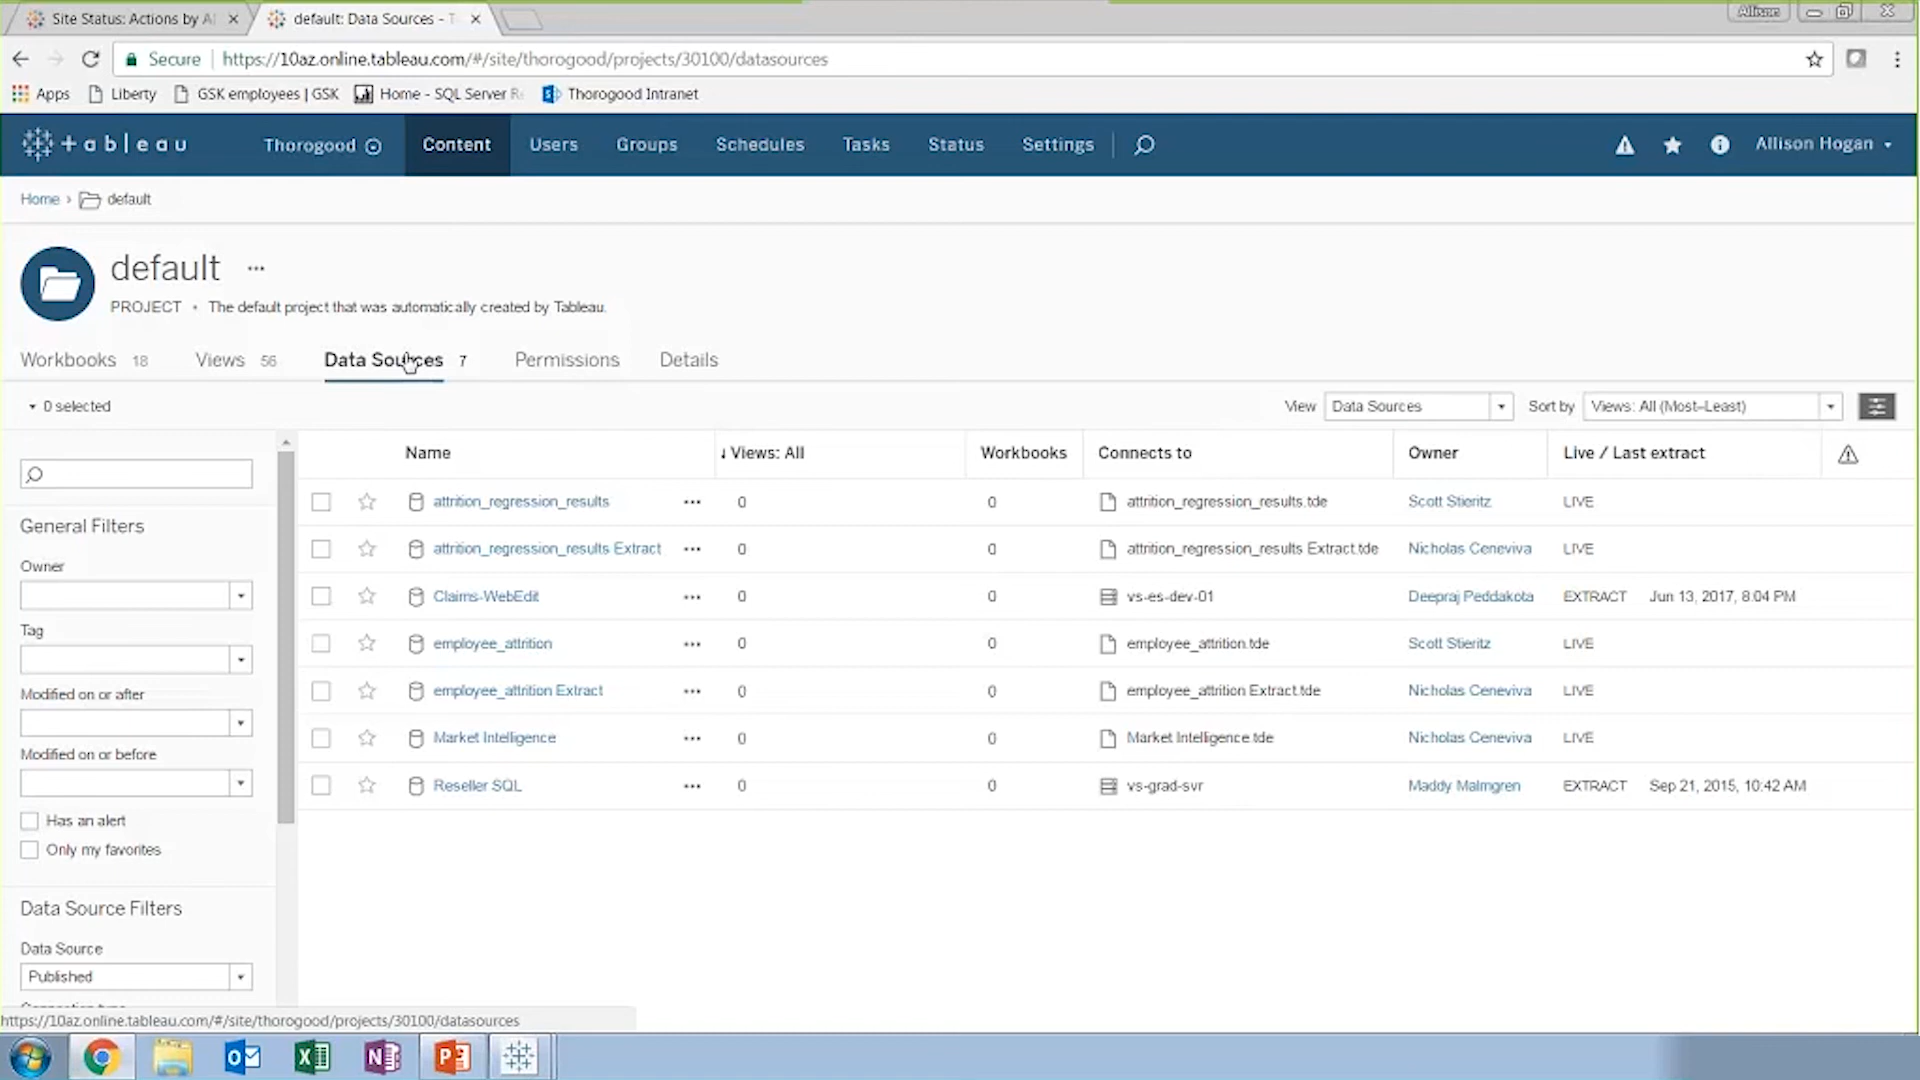 Site Status: Actions by Al
default: Data Sources - T
Allison
Secure https://10az.online.tableau.com/#/site/thorogood/projects/30100/datasources
Apps Liberty GSK employees | GSK Home - SQL Server Re Thorogood Intranet
+ a b | e a u Thorogood Content Users Groups Schedules Tasks Status Settings Allison Hogan
Home › default
default ···
PROJECT • The default project that was automatically created by Tableau.
Workbooks 18 Views 56 Data Sources 7 Permissions Details
0 selected View Data Sources Sort by Views: All (Most–Least)
Name ↓ Views: All Workbooks Connects to Owner Live / Last extract
attrition_regression_results ··· 0 0 attrition_regression_results.tde Scott Stieritz LIVE
attrition_regression_results Extract ··· 0 0 attrition_regression_results Extract.tde Nicholas Ceneviva LIVE
Claims-WebEdit ··· 0 0 vs-es-dev-01 Deepraj Peddakota EXTRACT Jun 13, 2017, 8:04 PM
employee_attrition ··· 0 0 employee_attrition.tde Scott Stieritz LIVE
employee_attrition Extract ··· 0 0 employee_attrition Extract.tde Nicholas Ceneviva LIVE
Market Intelligence ··· 0 0 Market Intelligence.tde Nicholas Ceneviva LIVE
Reseller SQL ··· 0 0 vs-grad-svr Maddy Malmgren EXTRACT Sep 21, 2015, 10:42 AM
General Filters
Owner
Tag
Modified on or after
Modified on or before
Has an alert
Only my favorites
Data Source Filters
Data Source
Published
https://10az.online.tableau.com/#/site/thorogood/projects/30100/datasources